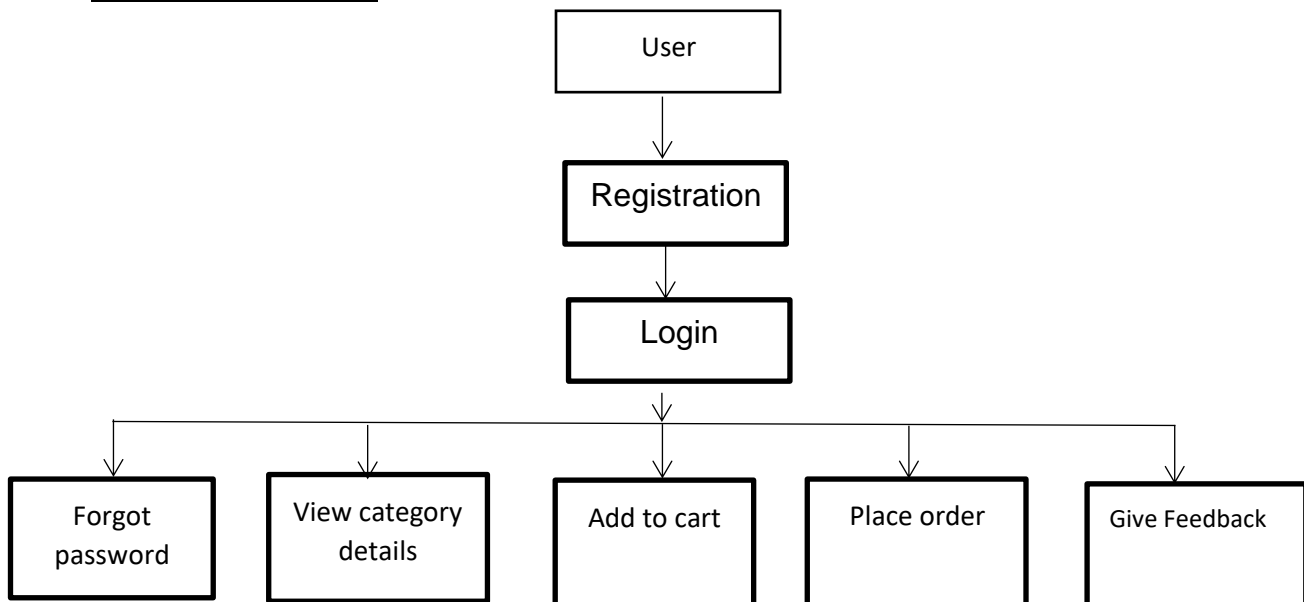 User
Registration
Login
Forgot
password
View category
details
Add to cart
Place order
Give Feedback